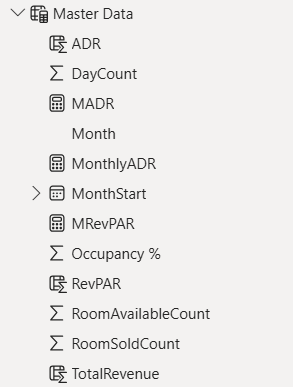 Master Data
ADR
DayCount
MADR
Month
MonthlyADR
MonthStart
MRevPAR
Occupancy %
RevPAR
RoomAvailableCount
RoomSoldCount
TotalRevenue